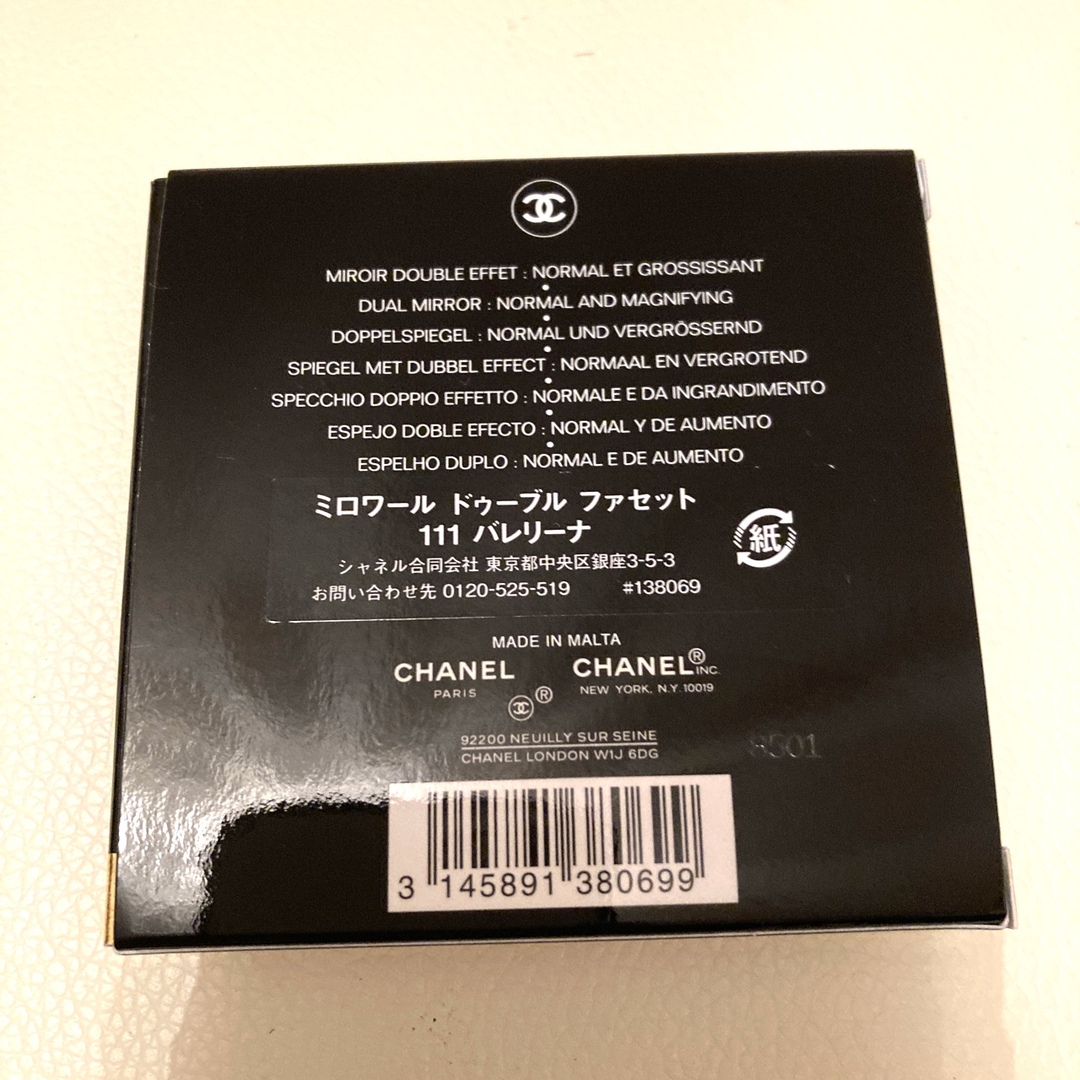 MIROIR DOUBLE EFFET : NORMAL ET GROSSISSANT
DUAL MIRROR : NORMAL AND MAGNIFYING
DOPPELSPIEGEL : NORMAL UND VERGRÖSSERND
SPIEGEL MET DUBBEL EFFECT : NORMAAL EN VERGROTEND
SPECCHIO DOPPIO EFFETTO : NORMALE E DA INGRANDIMENTO
ESPEJO DOBLE EFECTO : NORMAL Y DE AUMENTO
ESPELHO DUPLO : NORMAL E DE AUMENTO
ミロワール ドゥーブル ファセット
111 バレリーナ
紙
シャネル合同会社 東京都中央区銀座3-5-3
お問い合わせ先 0120-525-519 #138069
MADE IN MALTA
CHANEL CHANEL® INC.
PARIS NEW YORK, N.Y. 10019
®
92200 NEUILLY SUR SEINE
CHANEL LONDON W1J 6DG
8501
3 145891 380699